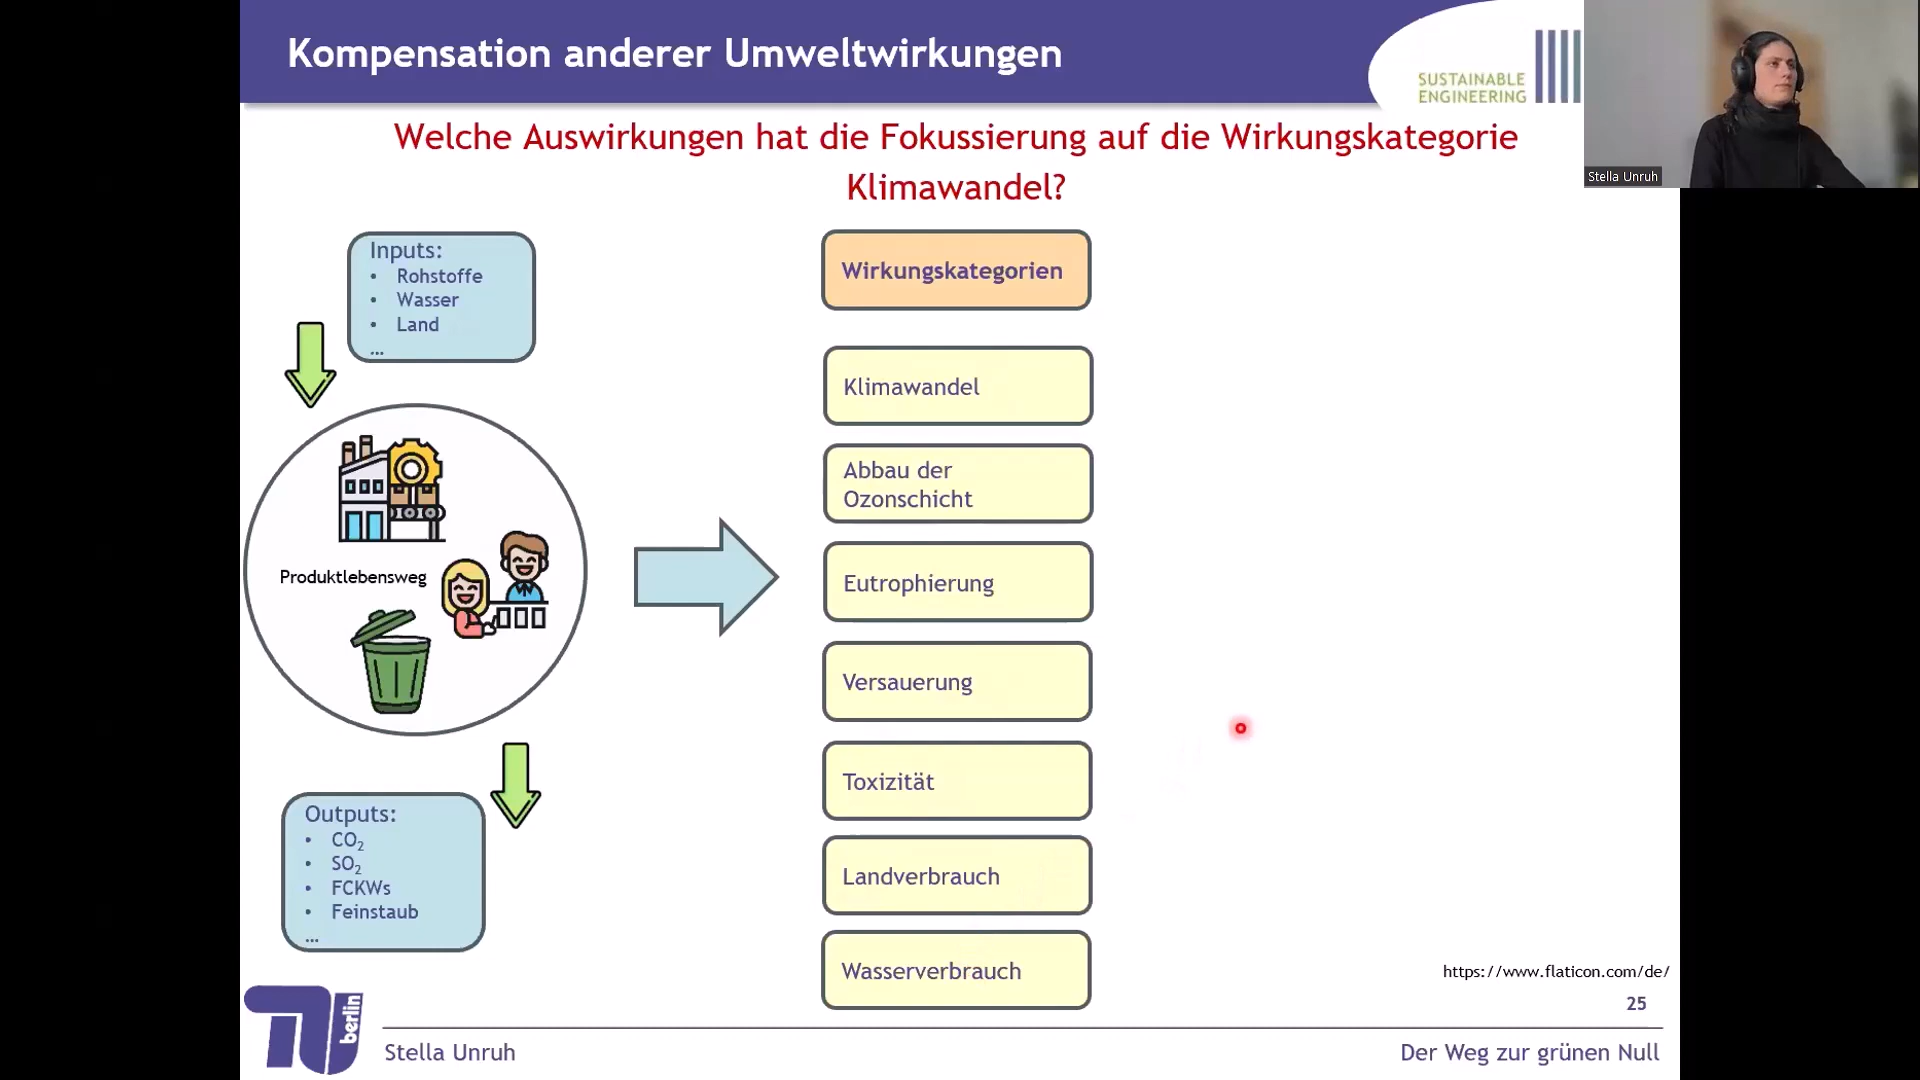 Kompensation anderer Umweltwirkungen
SUSTAINABLE
ENGINEERING
Stella Unruh
Welche Auswirkungen hat die Fokussierung auf die Wirkungskategorie
Klimawandel?
Inputs:
• Rohstoffe
• Wasser
• Land
...
Produktlebensweg
Outputs:
• CO₂
• SO₂
• FCKWs
• Feinstaub
...
Wirkungskategorien
Klimawandel
Abbau der
Ozonschicht
Eutrophierung
Versauerung
Toxizität
Landverbrauch
Wasserverbrauch
https://www.flaticon.com/de/
25
berlin
Stella Unruh
Der Weg zur grünen Null